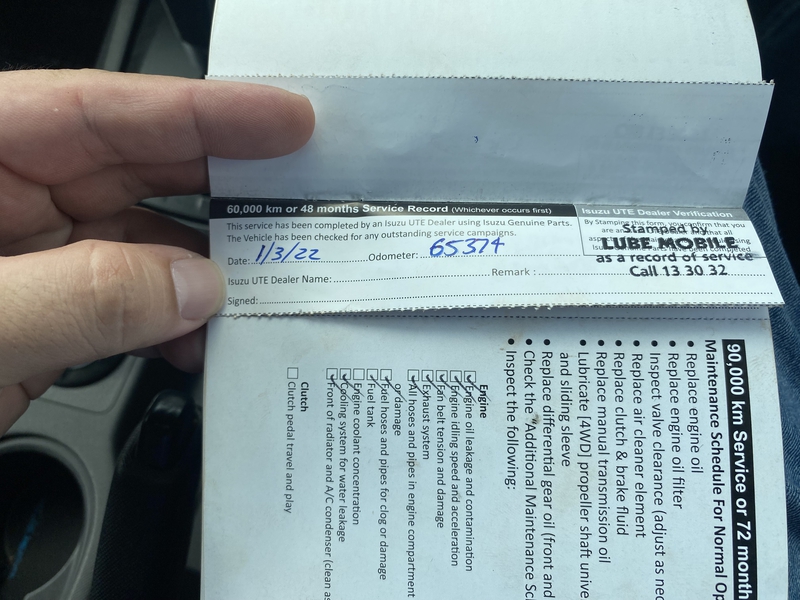 60,000 km or 48 months Service Record (Whichever occurs first)
This service has been completed by an Isuzu UTE Dealer using Isuzu Genuine Parts.
The Vehicle has been checked for any outstanding service campaigns.
Date: 1/3/22 Odometer: 65374
Isuzu UTE Dealer Name: Remark :
Signed:
Isuzu UTE Dealer Verification
By Stamping this form, you confirm that you
Stamped by
LUBE MOBILE
as a record of service
Call 13 30 32
90,000 km Service or 72 month
Maintenance Schedule For Normal Op
• Replace engine oil
• Replace engine oil filter
• Inspect valve clearance (adjust as nec
• Replace air cleaner element
• Replace clutch & brake fluid
• Replace manual transmission oil
• Lubricate [4WD] propeller shaft unive
and sliding sleeve
• Replace differential gear oil (front and
• Check the "Additional Maintenance Sc
• Inspect the following:
Engine
Engine oil leakage and contamination
Engine idling speed and acceleration
Fan belt tension and damage
Exhaust system
All hoses and pipes in engine compartment
or damage
Fuel hoses and pipes for clog or damage
Fuel tank
Engine coolant concentration
Cooling system for water leakage
Front of radiator and A/C condenser (clean as
Clutch
Clutch pedal travel and play